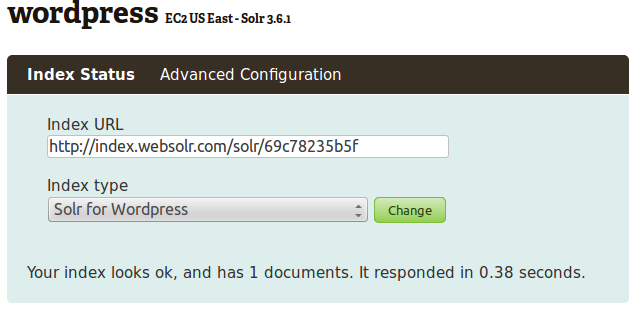 wordpress EC2 US East - Solr 3.6.1
Index Status Advanced Configuration
Index URL
http://index.websolr.com/solr/69c78235b5f
Index type
Solr for Wordpress Change
Your index looks ok, and has 1 documents. It responded in 0.38 seconds.